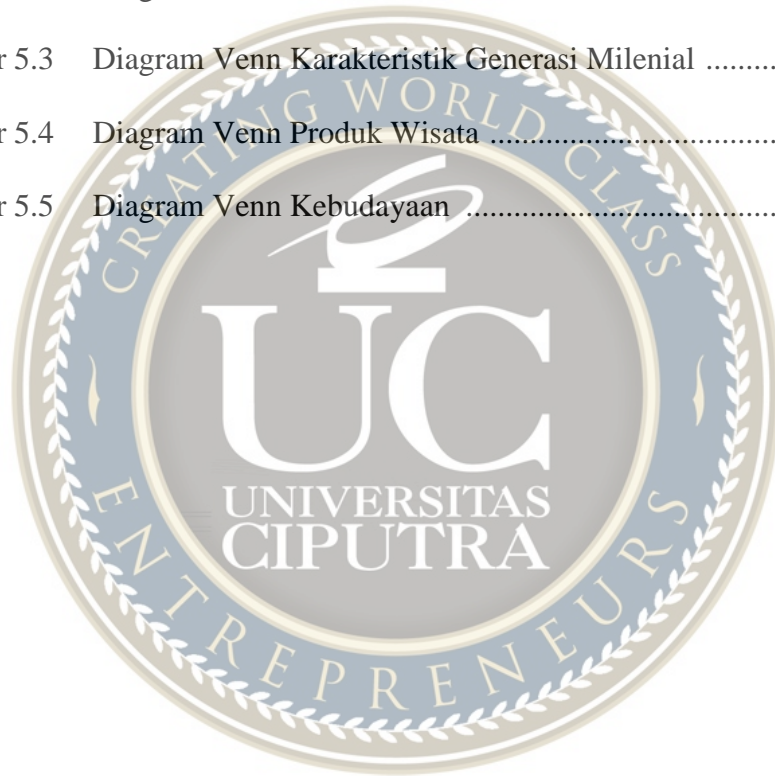 r 5.3 Diagram Venn Karakteristik Generasi Milenial .........
r 5.4 Diagram Venn Produk Wisata ....................................
r 5.5 Diagram Venn Kebudayaan .......................................
CREATING WORLD CLASS
UC
UNIVERSITAS
CIPUTRA
ENTREPRENEURS